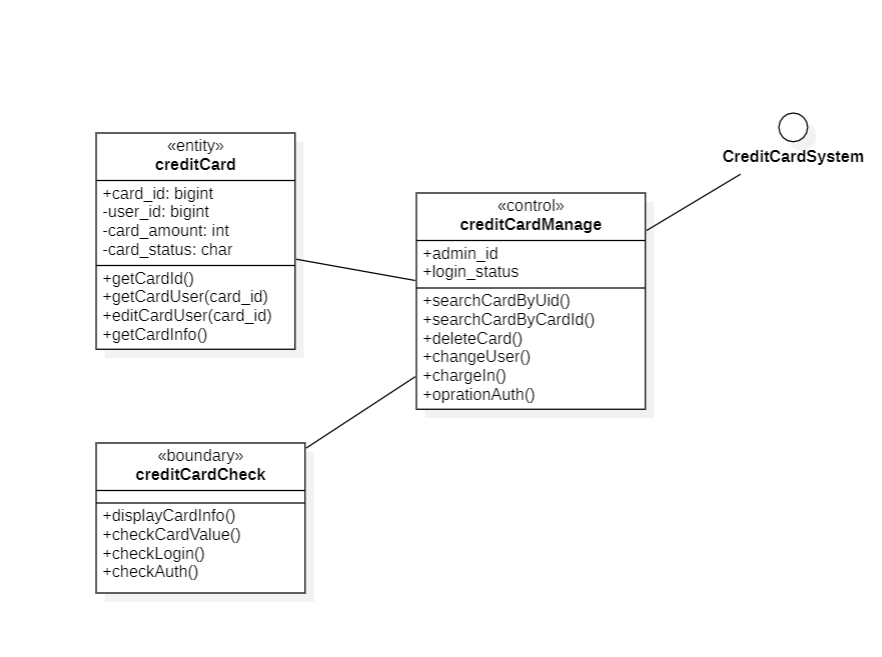 «entity»
creditCard
+card_id: bigint
-user_id: bigint
-card_amount: int
-card_status: char
+getCardId()
+getCardUser(card_id)
+editCardUser(card_id)
+getCardInfo()
«control»
creditCardManage
+admin_id
+login_status
+searchCardByUid()
+searchCardByCardId()
+deleteCard()
+changeUser()
+chargeIn()
+oprationAuth()
CreditCardSystem
«boundary»
creditCardCheck
+displayCardInfo()
+checkCardValue()
+checkLogin()
+checkAuth()